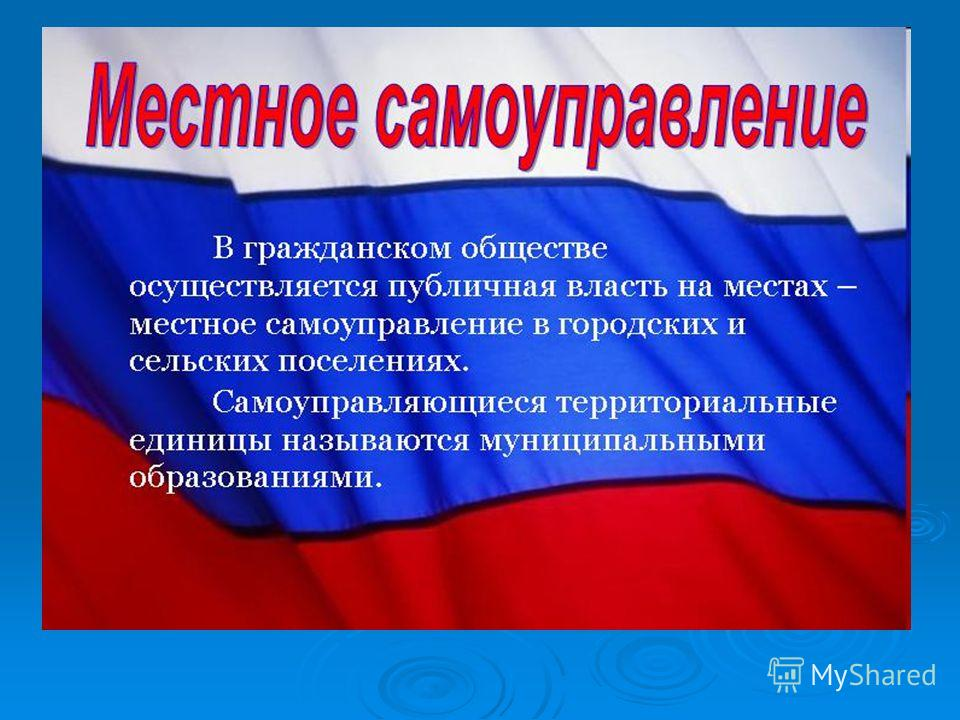 Местное самоуправление
В гражданском обществе
осуществляется публичная власть на местах –
местное самоуправление в городских и
сельских поселениях.
Самоуправляющиеся территориальные
единицы называются муниципальными
образованиями.
MyShared